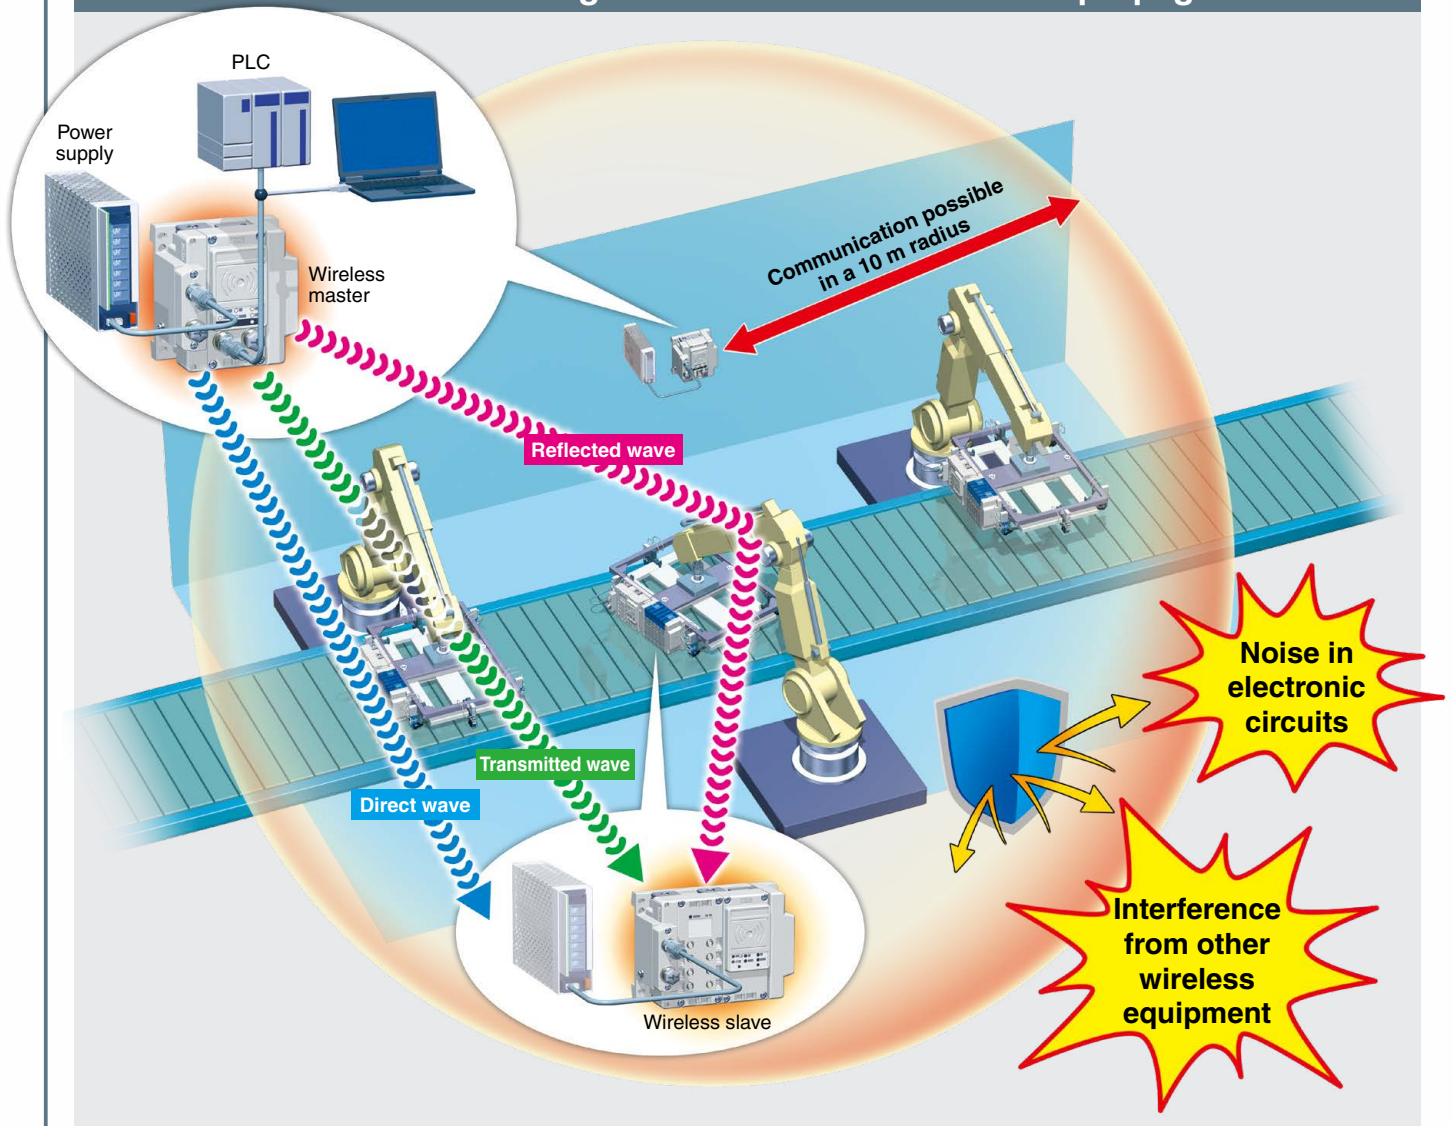 PLC
Power
supply
Wireless
master
Communication possible
in a 10 m radius
Reflected wave
Transmitted wave
Direct wave
Noise in
electronic
circuits
Interference
from other
wireless
equipment
Wireless slave